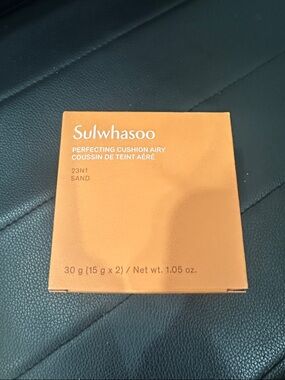 Sulwhasoo
PERFECTING CUSHION AIRY
COUSSIN DE TEINT AÉRÉ
23N1
SAND
30 g (15 g x 2) / Net wt. 1.05 oz.